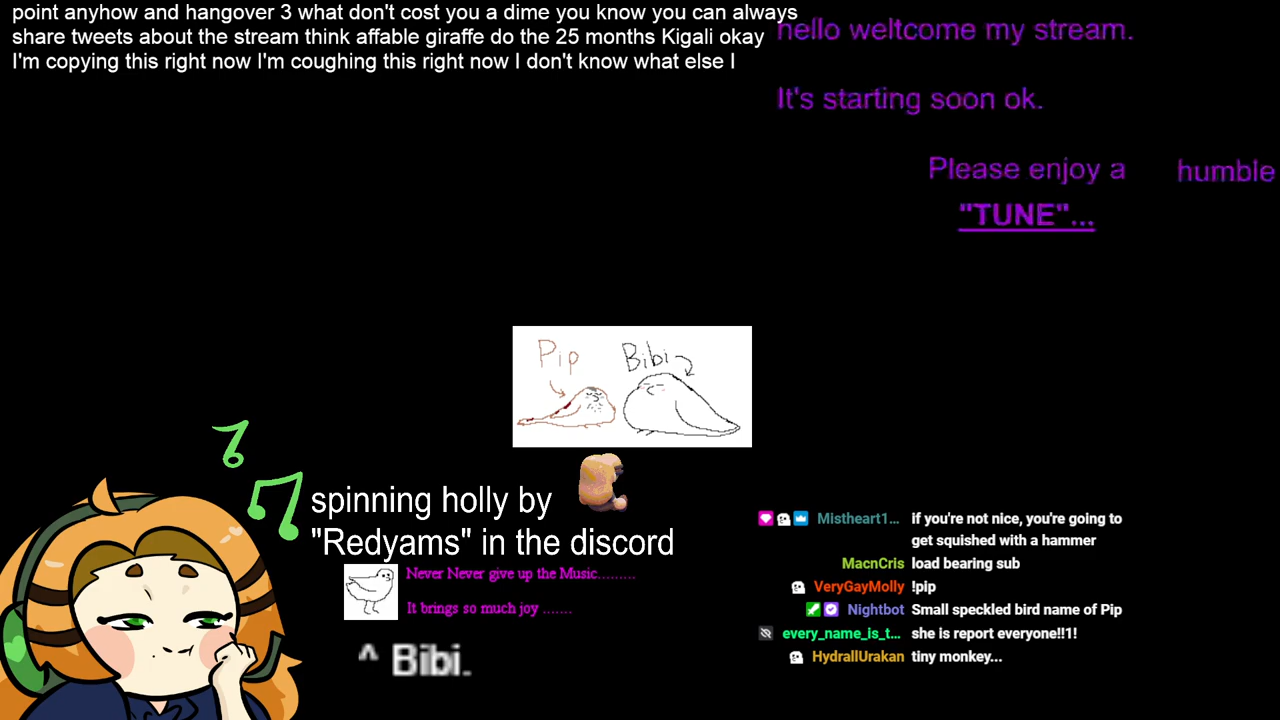 point anyhow and hangover 3 what don't cost you a dime you know you can always
share tweets about the stream think affable giraffe do the 25 months Kigali okay
I'm copying this right now I'm coughing this right now I don't know what else I
hello weltcome my stream.
It's starting soon ok.
Please enjoy a humble
"TUNE"...
Pip Bibi
spinning holly by
"Redyams" in the discord
Never Never give up the Music.........
It brings so much joy .......
^ Bibi.
Mistheart1... if you're not nice, you're going to
get squished with a hammer
MacnCris load bearing sub
VeryGayMolly !pip
Nightbot Small speckled bird name of Pip
every_name_is_t... she is report everyone!!1!
HydrallUrakan tiny monkey...